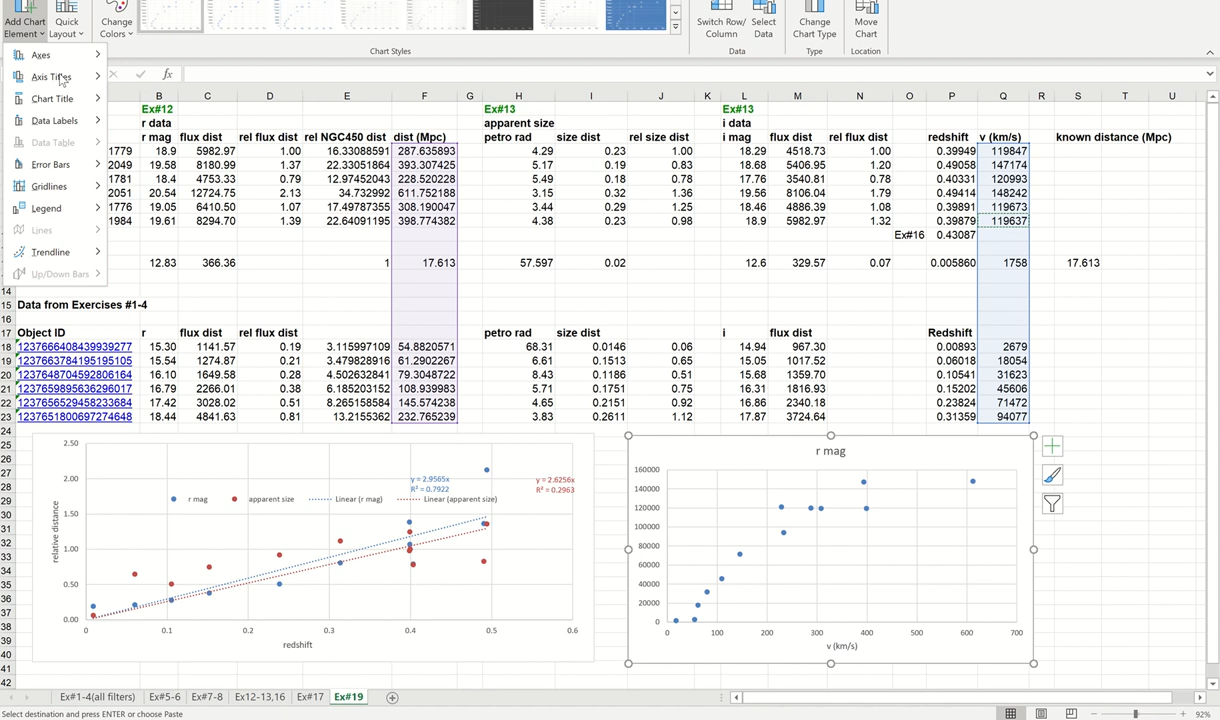 Add Chart Element
Quick Layout
Change Colors
Switch Row/ Column
Select Data
Change Chart Type
Move Chart
Chart Styles
Data
Type
Location
Axes
Axis Titles
Chart Title
Data Labels
Data Table
Error Bars
Gridlines
Legend
Lines
Trendline
Up/Down Bars
fx
B C D E F G H I J K L M N O P Q R S T U
Ex#12 Ex#13 Ex#13
r data apparent size i data
r mag flux dist rel flux dist rel NGC450 dist dist (Mpc) petro rad size dist rel size dist i mag flux dist rel flux dist redshift v (km/s) known distance (Mpc)
1779 18.9 5982.97 1.00 16.33088591 287.635893 4.29 0.23 1.00 18.29 4518.73 1.00 0.39949 119847
2049 19.58 8180.99 1.37 22.33051864 393.307425 5.17 0.19 0.83 18.68 5406.95 1.20 0.49058 147174
1781 18.4 4753.33 0.79 12.97452043 228.520228 5.49 0.18 0.78 17.76 3540.81 0.78 0.40331 120993
2051 20.54 12724.75 2.13 34.732992 611.752188 3.15 0.32 1.36 19.56 8106.04 1.79 0.49414 148242
1776 19.05 6410.50 1.07 17.49787355 308.190047 3.44 0.29 1.25 18.46 4886.39 1.08 0.39891 119673
1984 19.61 8294.70 1.39 22.64091195 398.774382 4.38 0.23 0.98 18.9 5982.97 1.32 0.39879 119637
Ex#16 0.43087
12.83 366.36 1 17.613 57.597 0.02 12.6 329.57 0.07 0.005860 1758 17.613
14
15 Data from Exercises #1-4
16
17 Object ID r flux dist rel flux dist petro rad size dist i flux dist Redshift
18 1237666408439939277 15.30 1141.57 0.19 3.115997109 54.8820571 68.31 0.0146 0.06 14.94 967.30 0.00893 2679
19 1237663784195195105 15.54 1274.87 0.21 3.479828916 61.2902267 6.61 0.1513 0.65 15.05 1017.52 0.06018 18054
20 1237648704592806164 16.10 1649.58 0.28 4.502632841 79.3048722 8.43 0.1186 0.51 15.68 1359.70 0.10541 31623
21 1237659895636296017 16.79 2266.01 0.38 6.185203152 108.939983 5.71 0.1751 0.75 16.31 1816.93 0.15202 45606
22 1237656529458233684 17.42 3028.02 0.51 8.265158584 145.574238 4.65 0.2151 0.92 16.86 2340.18 0.23824 71472
23 1237651800697274648 18.44 4841.63 0.81 13.2155362 232.765239 3.83 0.2611 1.12 17.87 3724.64 0.31359 94077
24
25
26
27
28
29
30
31
32
33
34
35
36
37
38
39
40
41
42
2.50
2.00
1.50
1.00
0.50
0.00
relative distance
y = 2.9565x
R² = 0.7922
y = 2.6256x
R² = 0.2963
r mag apparent size Linear (r mag) Linear (apparent size)
0 0.1 0.2 0.3 0.4 0.5 0.6
redshift
r mag
160000
140000
120000
100000
80000
60000
40000
20000
0
0 100 200 300 400 500 600 700
v (km/s)
Ex#1-4(all filters) Ex#5-6 Ex#7-8 Ex12-13,16 Ex#17 Ex#19
Select destination and press ENTER or choose Paste
92%